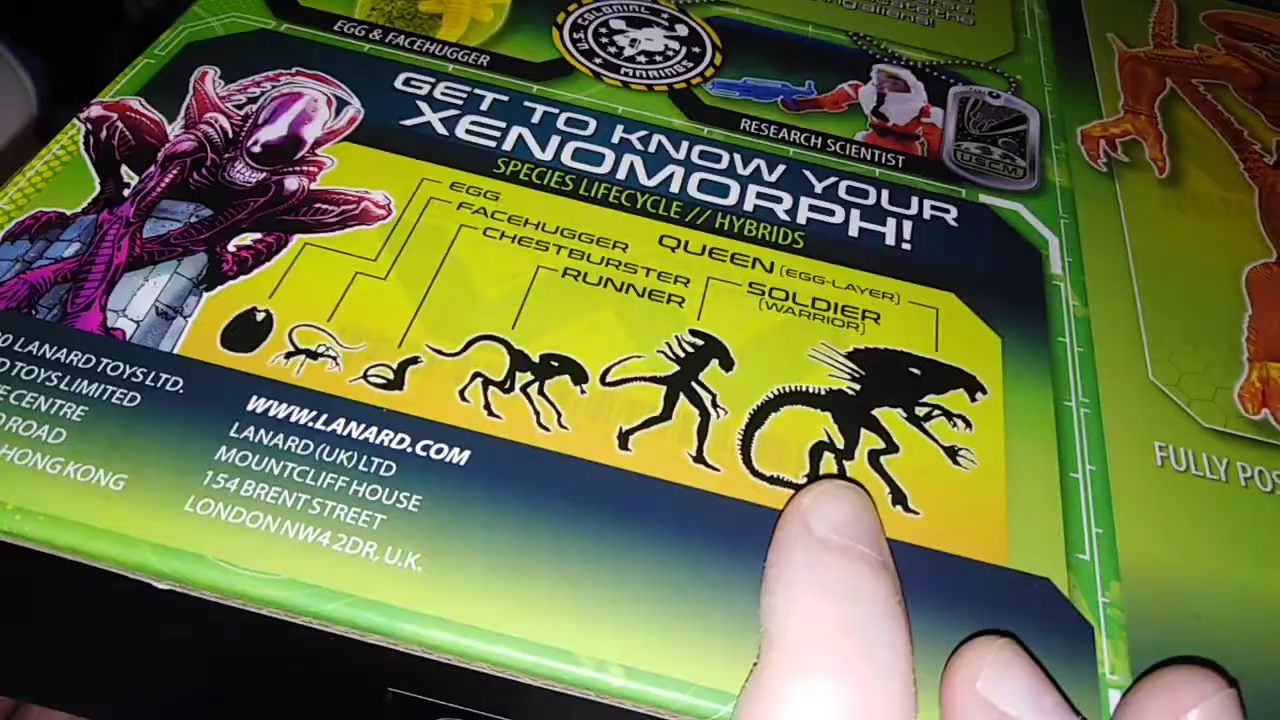 EGG & FACEHUGGER
U.S. COLONIAL
MARINES
RESEARCH SCIENTIST
USCM
GET TO KNOW YOUR
XENOMORPH!
SPECIES LIFECYCLE // HYBRIDS
EGG
FACEHUGGER
CHESTBURSTER
RUNNER
QUEEN (EGG-LAYER)
SOLDIER
(WARRIOR)
LANARD TOYS LTD.
TOYS LIMITED
CENTRE
ROAD
HONG KONG
WWW.LANARD.COM
LANARD (UK) LTD
MOUNTCLIFF HOUSE
154 BRENT STREET
LONDON NW4 2DR, U.K.
FULLY